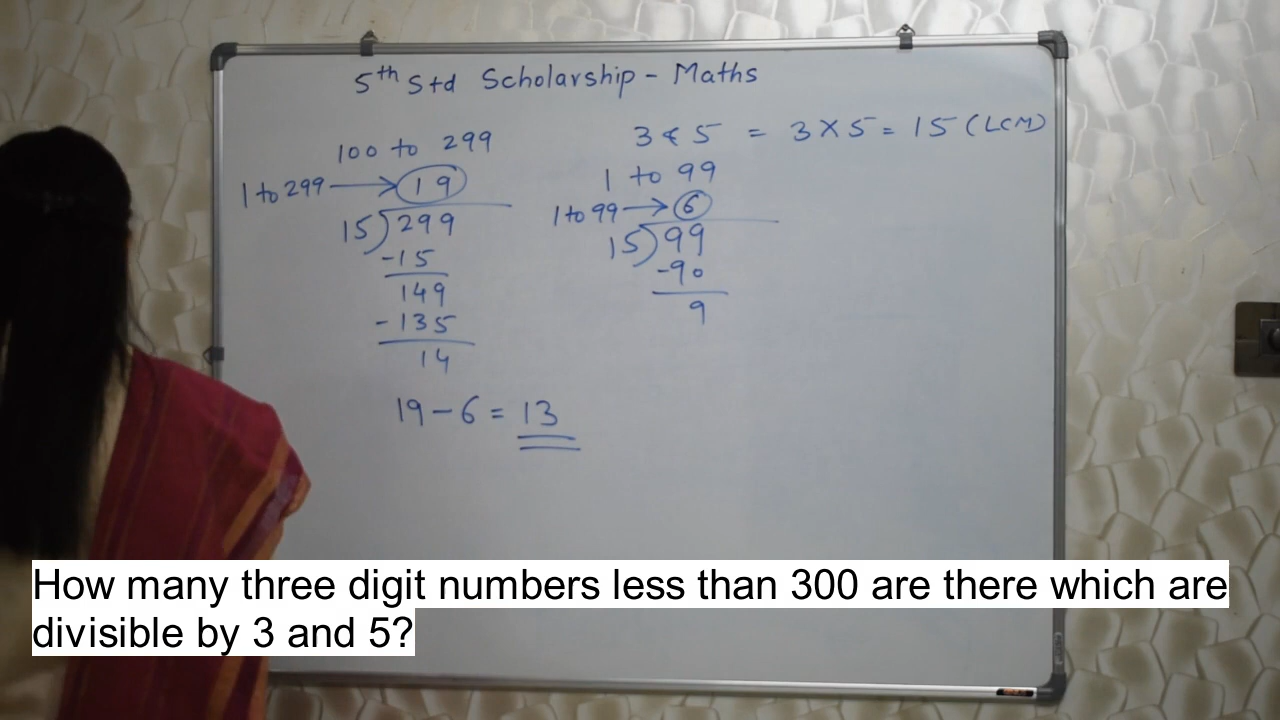 5th Std Scholarship - Maths
100 to 299
1 to 299 → 19
15)299
-15
149
-135
14
19 - 6 = 13
3 & 5 = 3 × 5 = 15 (LCM)
1 to 99
1 to 99 → 6
15)99
-90
9
How many three digit numbers less than 300 are there which are
divisible by 3 and 5?